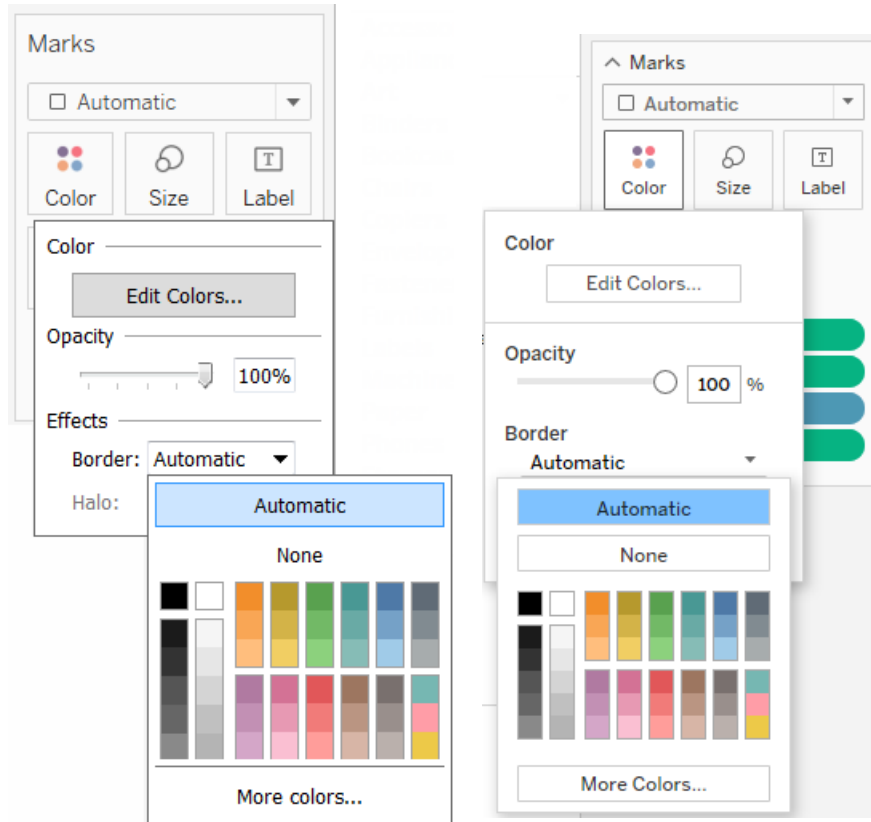 Marks
Automatic
Color Size Label
Color
Edit Colors...
Opacity
100%
Effects
Border: Automatic
Halo:
Automatic
None
More colors...
Marks
Automatic
Color Size Label
Color
Edit Colors...
Opacity
100 %
Border
Automatic
Automatic
None
More Colors...